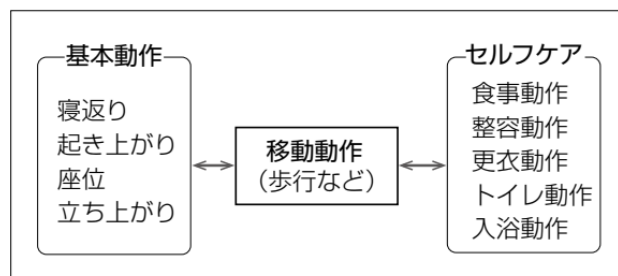 基本動作
寝返り
起き上がり
座位
立ち上がり
移動動作
（歩行など）
セルフケア
食事動作
整容動作
更衣動作
トイレ動作
入浴動作